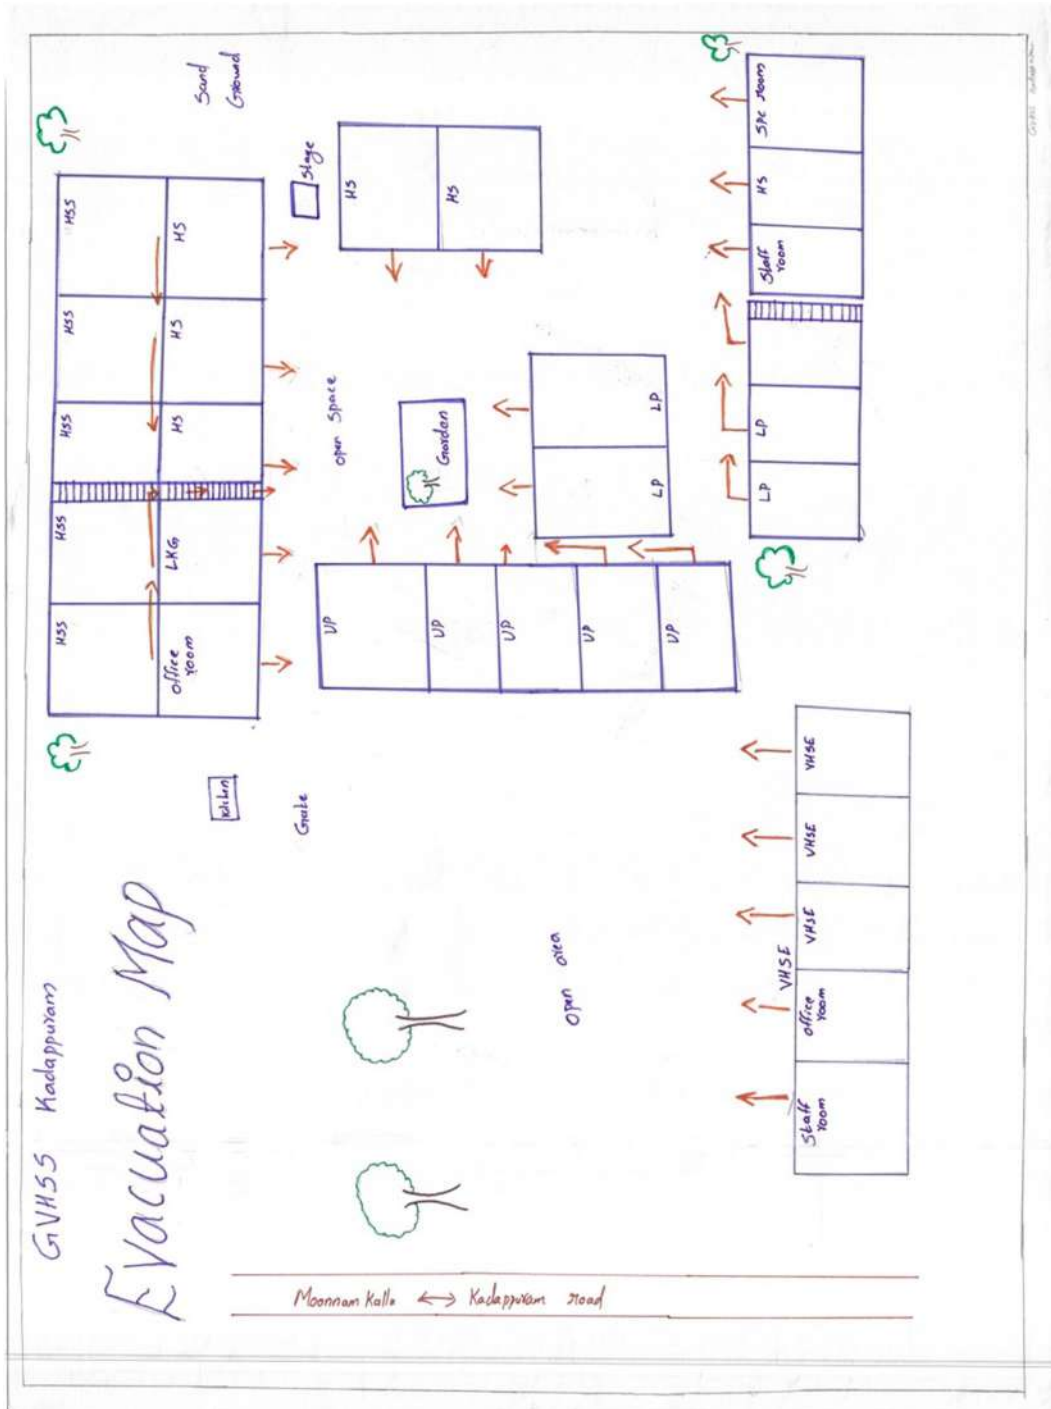 GVHSS Kadappuram
Evacuation Map
HSS
HSS
HSS
HSS
HSS
Office
room
LKG
HS
HS
HS
Sand
Ground
Kitchen
Gate
Stage
open Space
UP
UP
UP
UP
UP
Garden
HS
HS
LP
LP
open area
Moonnam Kallu ↔ Kadappuram road
VHSE
Staff
room
Office
room
VHSE
VHSE
VHSE
LP
LP
Staff
room
HS
SPC room